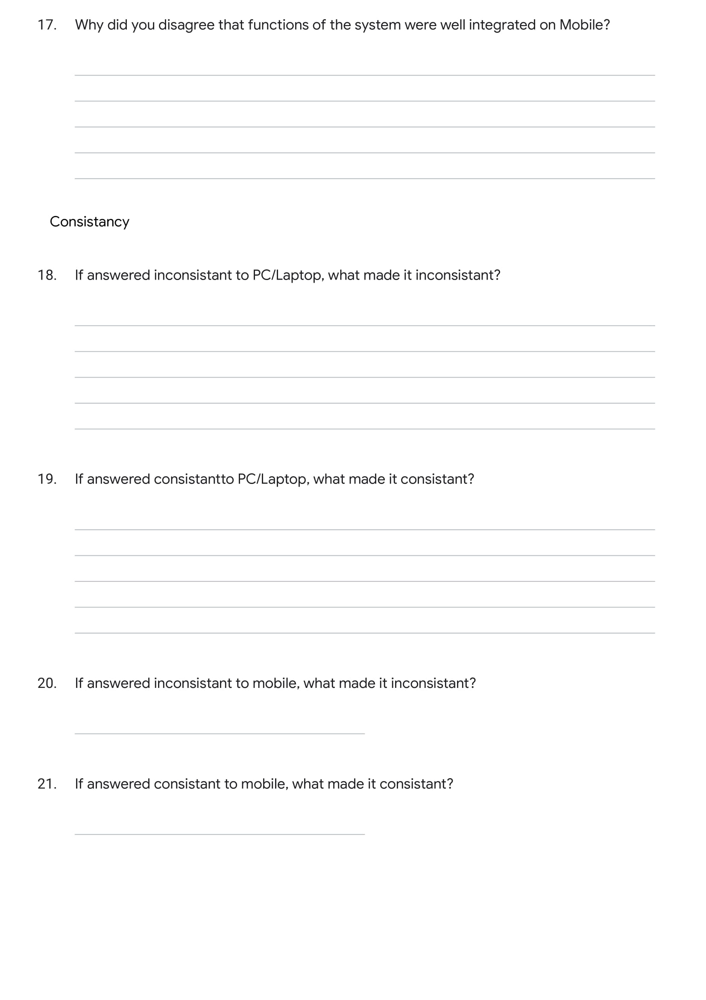 17. Why did you disagree that functions of the system were well integrated on Mobile?
Consistancy
18. If answered inconsistant to PC/Laptop, what made it inconsistant?
19. If answered consistantto PC/Laptop, what made it consistant?
20. If answered inconsistant to mobile, what made it inconsistant?
21. If answered consistant to mobile, what made it consistant?